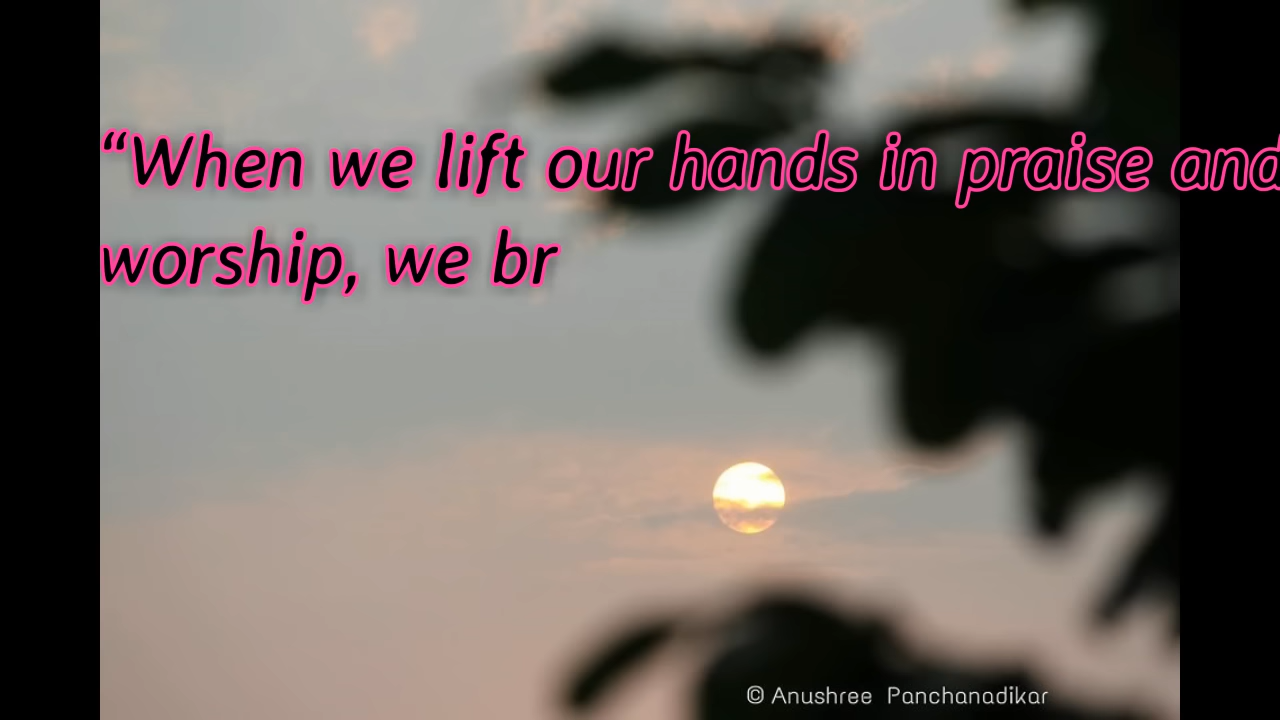 “When we lift our hands in praise and
worship, we br
© Anushree Panchanadikar